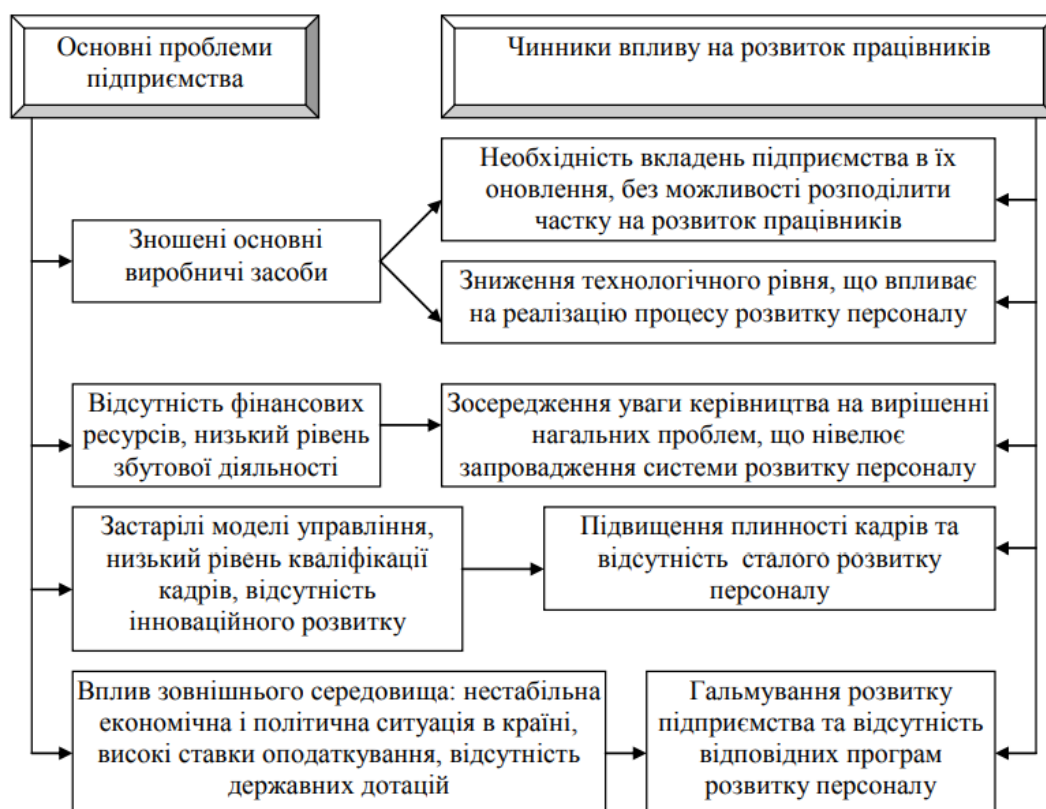 Основні проблеми
підприємства
Чинники впливу на розвиток працівників
Необхідність вкладень підприємства в їх
оновлення, без можливості розподілити
частку на розвиток працівників
Зношені основні
виробничі засоби
Зниження технологічного рівня, що впливає
на реалізацію процесу розвитку персоналу
Відсутність фінансових
ресурсів, низький рівень
збутової діяльності
Зосередження уваги керівництва на вирішенні
нагальних проблем, що нівелює
запровадження системи розвитку персоналу
Застарілі моделі управління,
низький рівень кваліфікації
кадрів, відсутність
інноваційного розвитку
Підвищення плинності кадрів та
відсутність сталого розвитку
персоналу
Вплив зовнішнього середовища: нестабільна
економічна і політична ситуація в країні,
високі ставки оподаткування, відсутність
державних дотацій
Гальмування розвитку
підприємства та відсутність
відповідних програм
розвитку персоналу